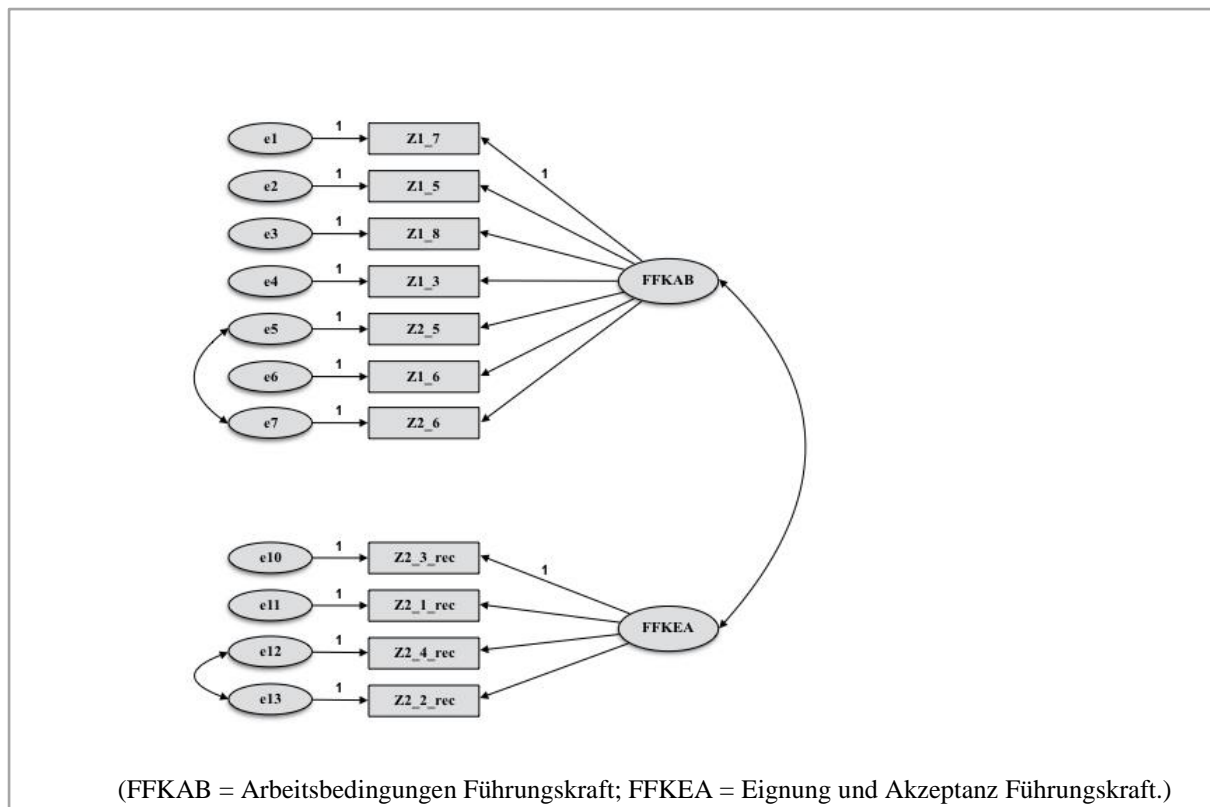 e1 1 Z1_7
1
e2 1 Z1_5
e3 1 Z1_8
e4 1 Z1_3 FFKAB
e5 1 Z2_5
e6 1 Z1_6
e7 1 Z2_6
e10 1 Z2_3_rec
1
e11 1 Z2_1_rec
FFKEA
e12 1 Z2_4_rec
e13 1 Z2_2_rec
(FFKAB = Arbeitsbedingungen Führungskraft; FFKEA = Eignung und Akzeptanz Führungskraft.)